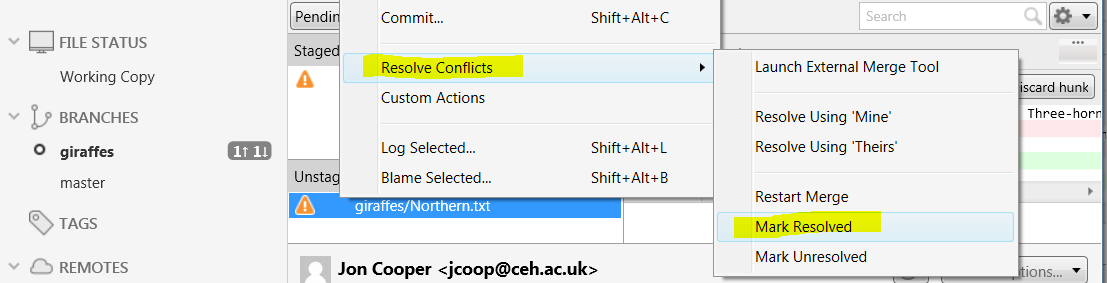 FILE STATUS
Working Copy
BRANCHES
giraffes 1↑ 1↓
master
TAGS
REMOTES
Staged
Unstag
giraffes/Northern.txt
Jon Cooper <jcoop@ceh.ac.uk>
Commit... Shift+Alt+C
Resolve Conflicts
Custom Actions
Log Selected... Shift+Alt+L
Blame Selected... Shift+Alt+B
Launch External Merge Tool
Resolve Using 'Mine'
Resolve Using 'Theirs'
Restart Merge
Mark Resolved
Mark Unresolved
Search
iscard hunk
Three-horn
ptions...
Pendin